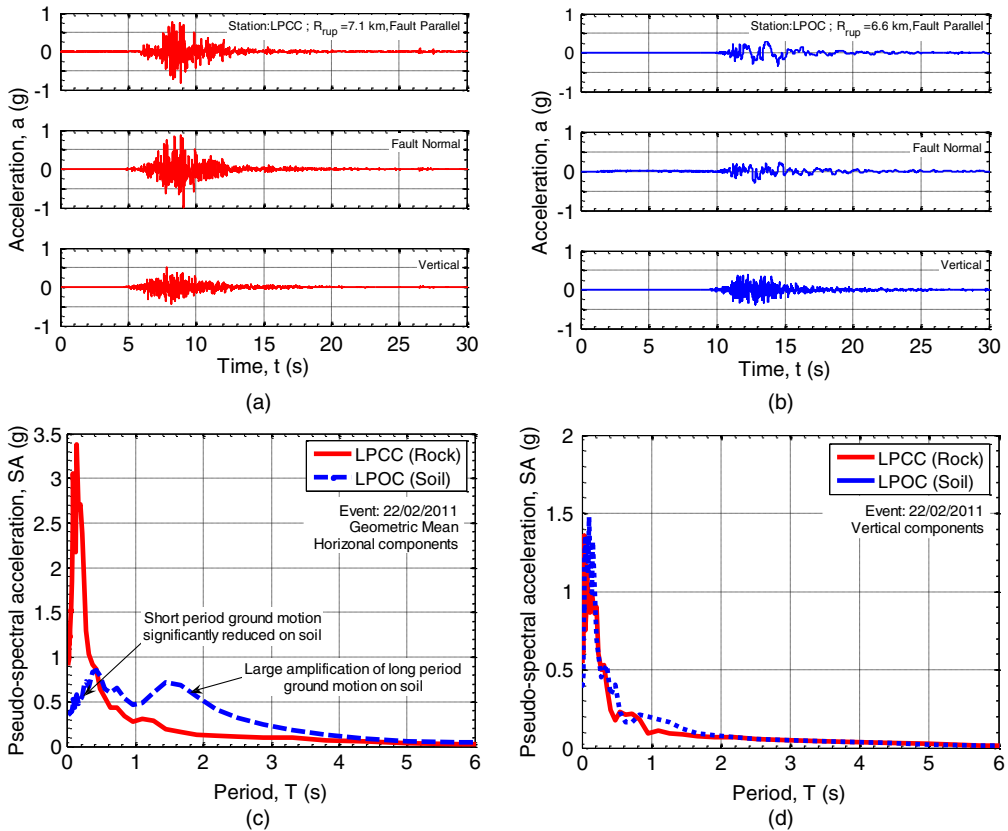 Station:LPCC ; Rrup =7.1 km,Fault Parallel
1
0
-1
Fault Normal
1
0
1
Vertical
1
0
-1
Acceleration, a (g)
0 5 10 15 20 25 30
Time, t (s)
(a)
Station:LPOC ; Rrup =6.6 km,Fault Parallel
1
0
-1
Fault Normal
1
0
-1
Vertical
1
0
-1
Acceleration, a (g)
0 5 10 15 20 25 30
Time, t (s)
(b)
3.5
3
2.5
2
1.5
1
0.5
0
Pseudo-spectral acceleration, SA (g)
LPCC (Rock)
LPOC (Soil)
Event: 22/02/2011
Geometric Mean
Horizonal components
Short period ground motion
significantly reduced on soil
Large amplification of long period
ground motion on soil
0 1 2 3 4 5 6
Period, T (s)
(c)
2
1.5
1
0.5
0
Pseudo-spectral acceleration, SA (g)
LPCC (Rock)
LPOC (Soil)
Event: 22/02/2011
Vertical components
0 1 2 3 4 5 6
Period, T (s)
(d)